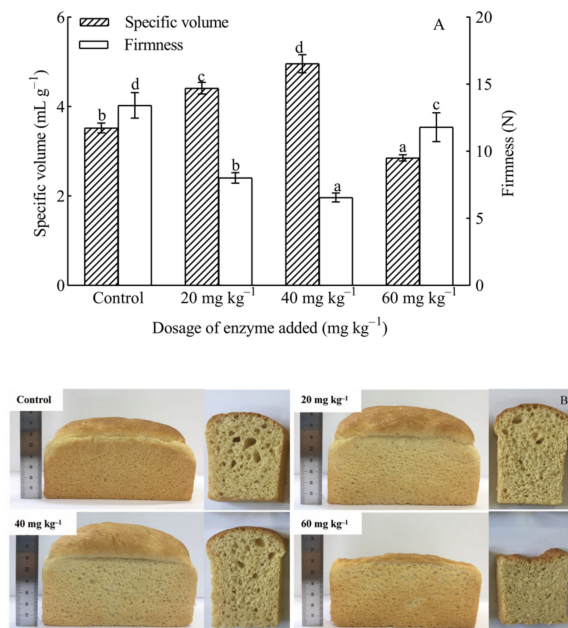 Specific volume
Firmness
A
Specific volume (mL g⁻¹)
6
4
2
0
20
15
10
5
0
Firmness (N)
b
d
c
b
d
a
a
c
Control
20 mg kg⁻¹
40 mg kg⁻¹
60 mg kg⁻¹
Dosage of enzyme added (mg kg⁻¹)
Control
20 mg kg⁻¹
B
40 mg kg⁻¹
60 mg kg⁻¹